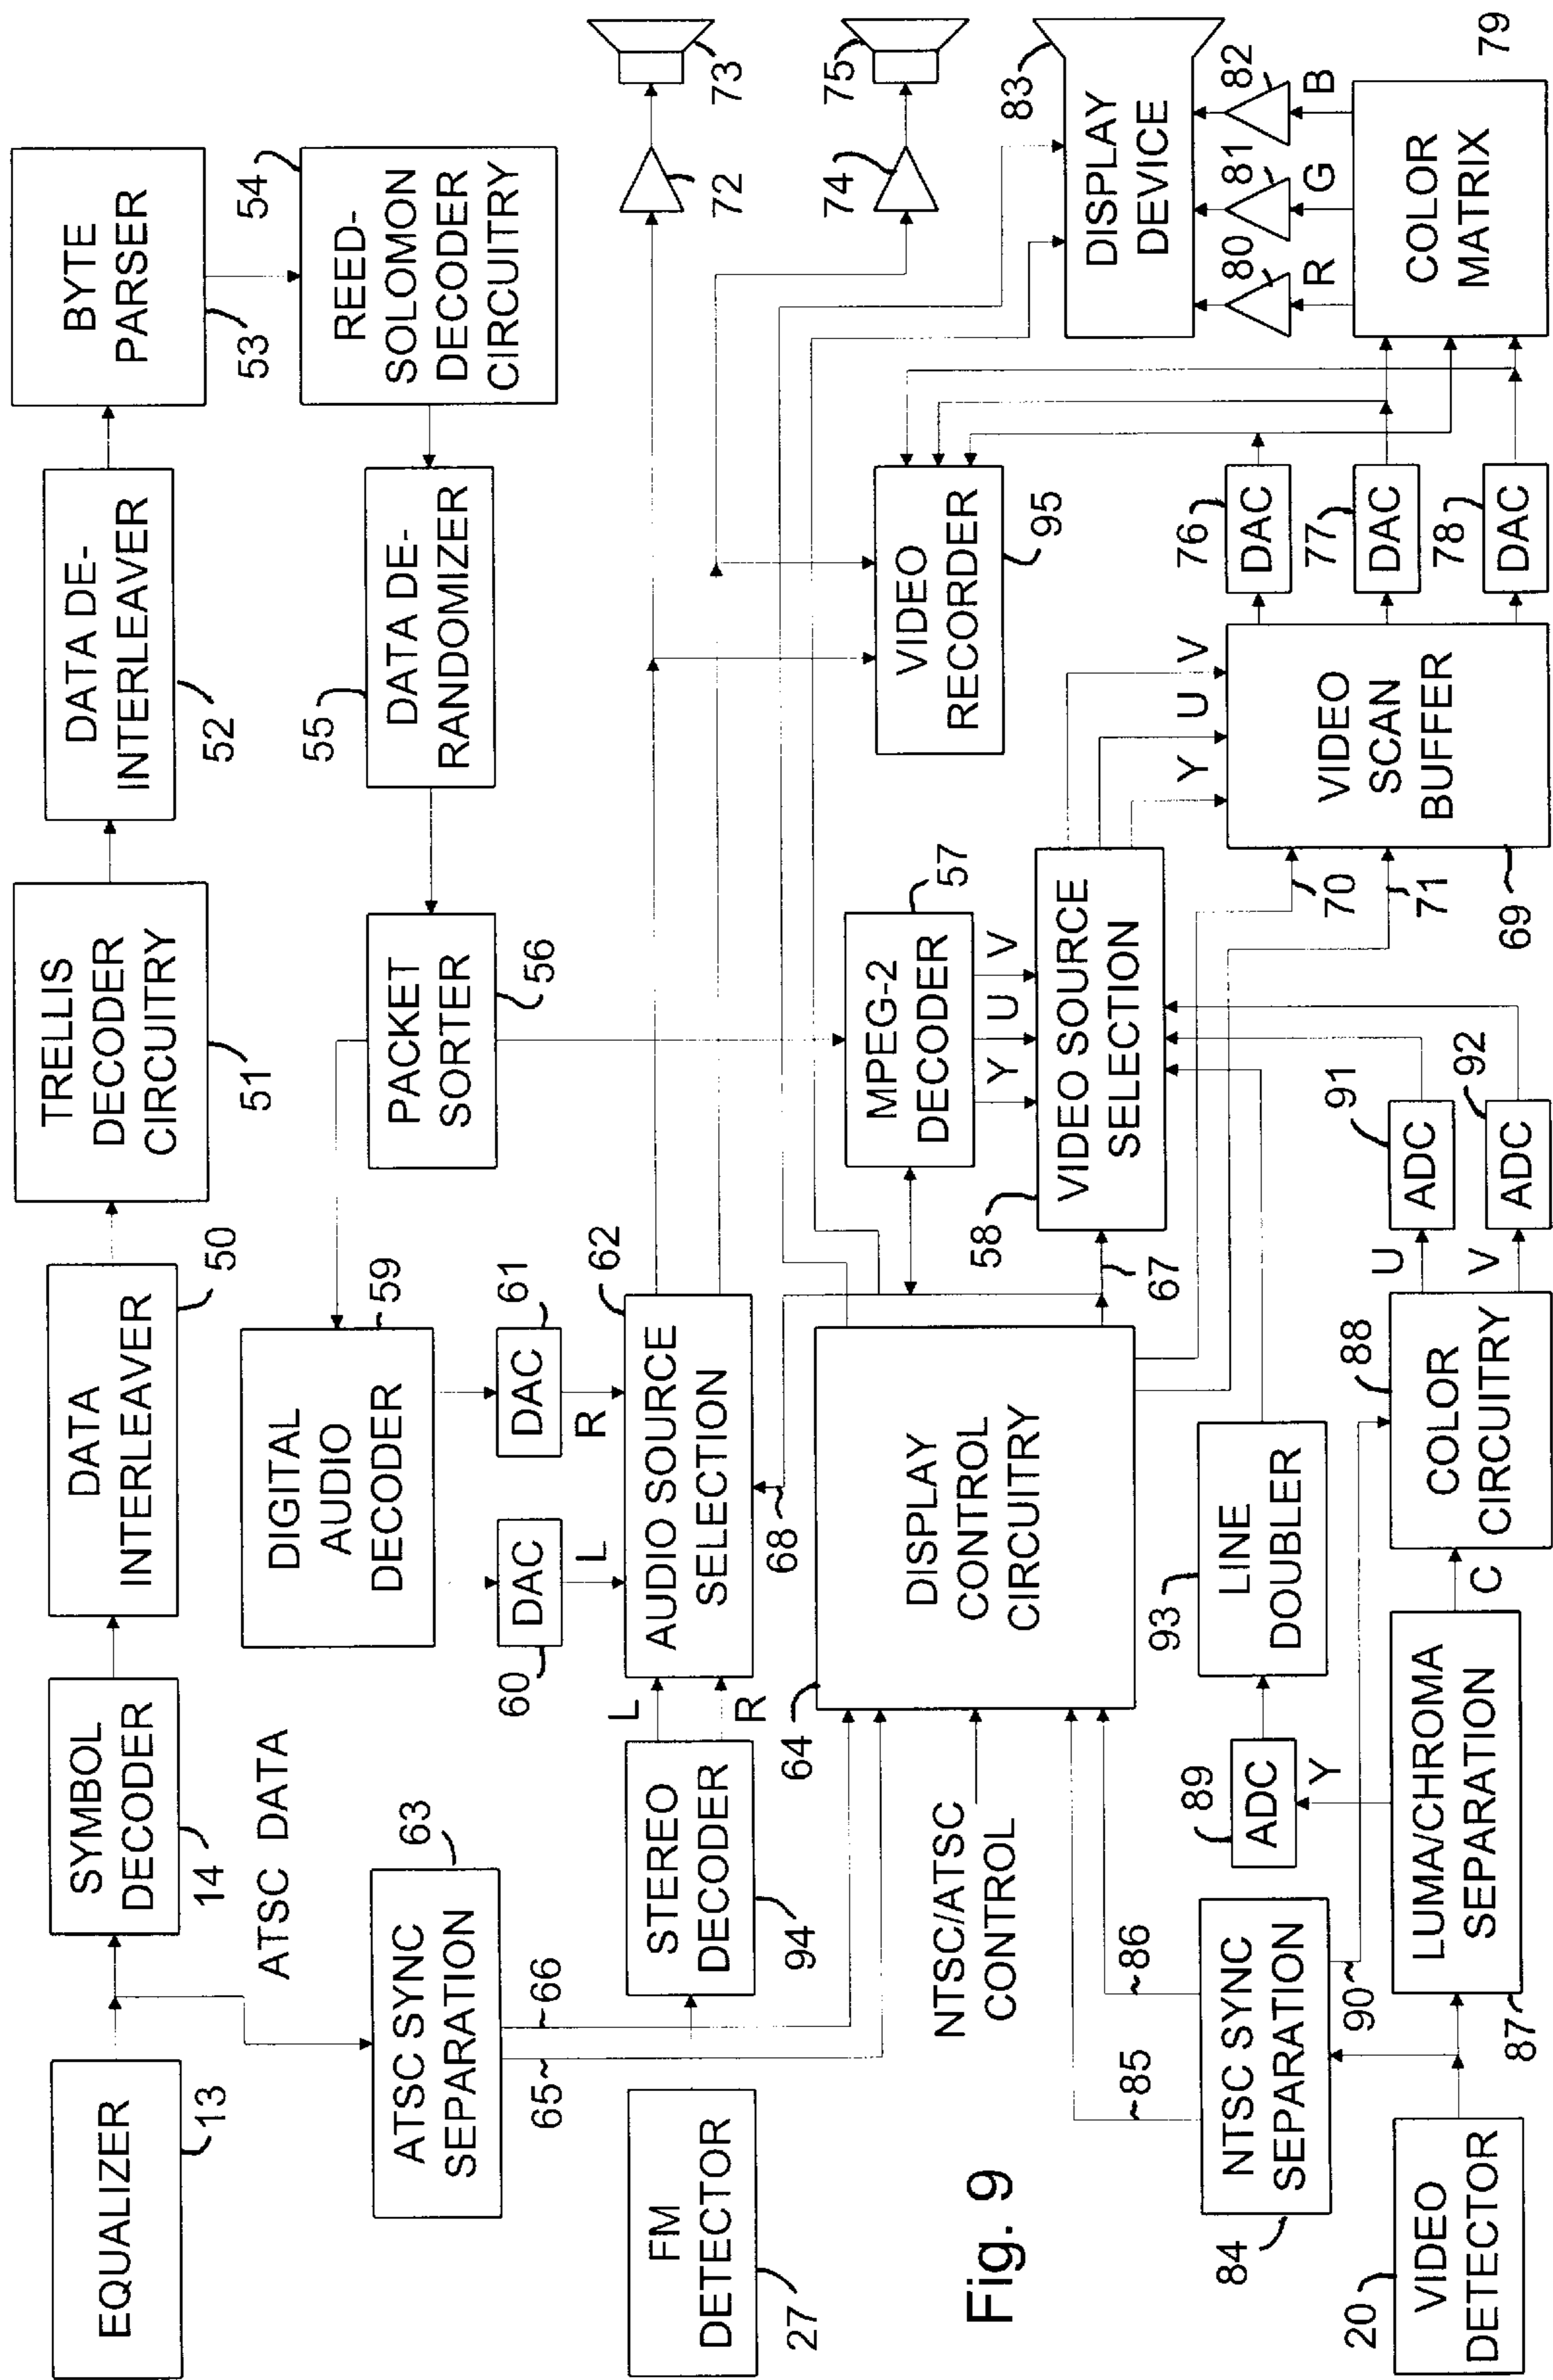 EQUALIZER
13
SYMBOL
DECODER
14
DATA
INTERLEAVER
50
TRELLIS
DECODER
CIRCUITRY
51
DATA DE-
INTERLEAVER
52
BYTE
PARSER
53
ATSC DATA
ATSC SYNC
SEPARATION
63
65
66
DIGITAL
AUDIO
DECODER
59
PACKET
SORTER
56
DATA DE-
RANDOMIZER
55
REED-
SOLOMON
DECODER
CIRCUITRY
54
DAC
60
L
DAC
61
R
FM
DETECTOR
27
STEREO
DECODER
94
L
R
AUDIO SOURCE
SELECTION
62
68
72
73
74
75
NTSC/ATSC
CONTROL
DISPLAY
CONTROL
CIRCUITRY
64
MPEG-2
DECODER
57
Y
U
V
VIDEO SOURCE
SELECTION
58
67
VIDEO
RECORDER
95
DISPLAY
DEVICE
83
80
81
82
R
G
B
Fig. 9
85
86
NTSC SYNC
SEPARATION
84
90
ADC
89
Y
LINE
DOUBLER
93
70
71
Y
U
V
VIDEO
SCAN
BUFFER
69
DAC
76
DAC
77
DAC
78
COLOR
MATRIX
79
VIDEO
DETECTOR
20
LUMA/CHROMA
SEPARATION
87
C
COLOR
CIRCUITRY
88
U
V
ADC
91
ADC
92